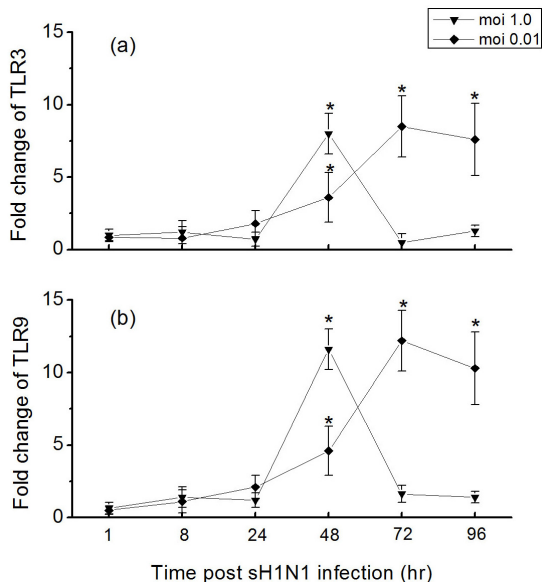 moi 1.0
moi 0.01
(a)
Fold change of TLR3
15
10
5
0
*
*
*
*
(b)
Fold change of TLR9
15
10
5
0
*
*
*
*
1 8 24 48 72 96
Time post sH1N1 infection (hr)